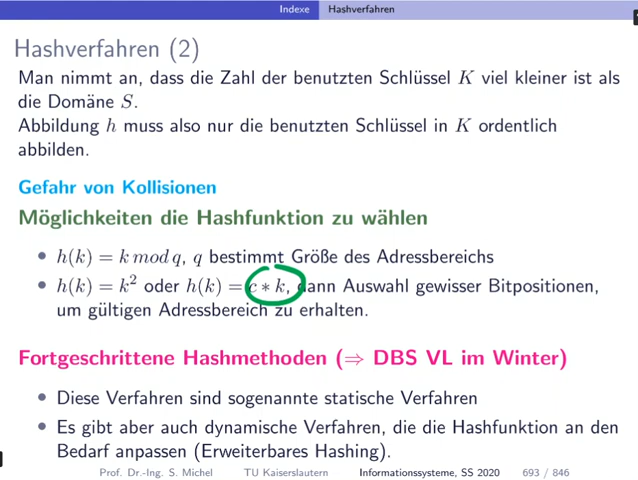 Indexe Hashverfahren
Hashverfahren (2)
Man nimmt an, dass die Zahl der benutzten Schlüssel K viel kleiner ist als
die Domäne S.
Abbildung h muss also nur die benutzten Schlüssel in K ordentlich
abbilden.
Gefahr von Kollisionen
Möglichkeiten die Hashfunktion zu wählen
• h(k) = k mod q, q bestimmt Größe des Adressbereichs
• h(k) = k² oder h(k) = c * k, dann Auswahl gewisser Bitpositionen,
um gültigen Adressbereich zu erhalten.
Fortgeschrittene Hashmethoden (⇒ DBS VL im Winter)
• Diese Verfahren sind sogenannte statische Verfahren
• Es gibt aber auch dynamische Verfahren, die die Hashfunktion an den
Bedarf anpassen (Erweiterbares Hashing).
Prof. Dr.-Ing. S. Michel TU Kaiserslautern Informationssysteme, SS 2020 693 / 846